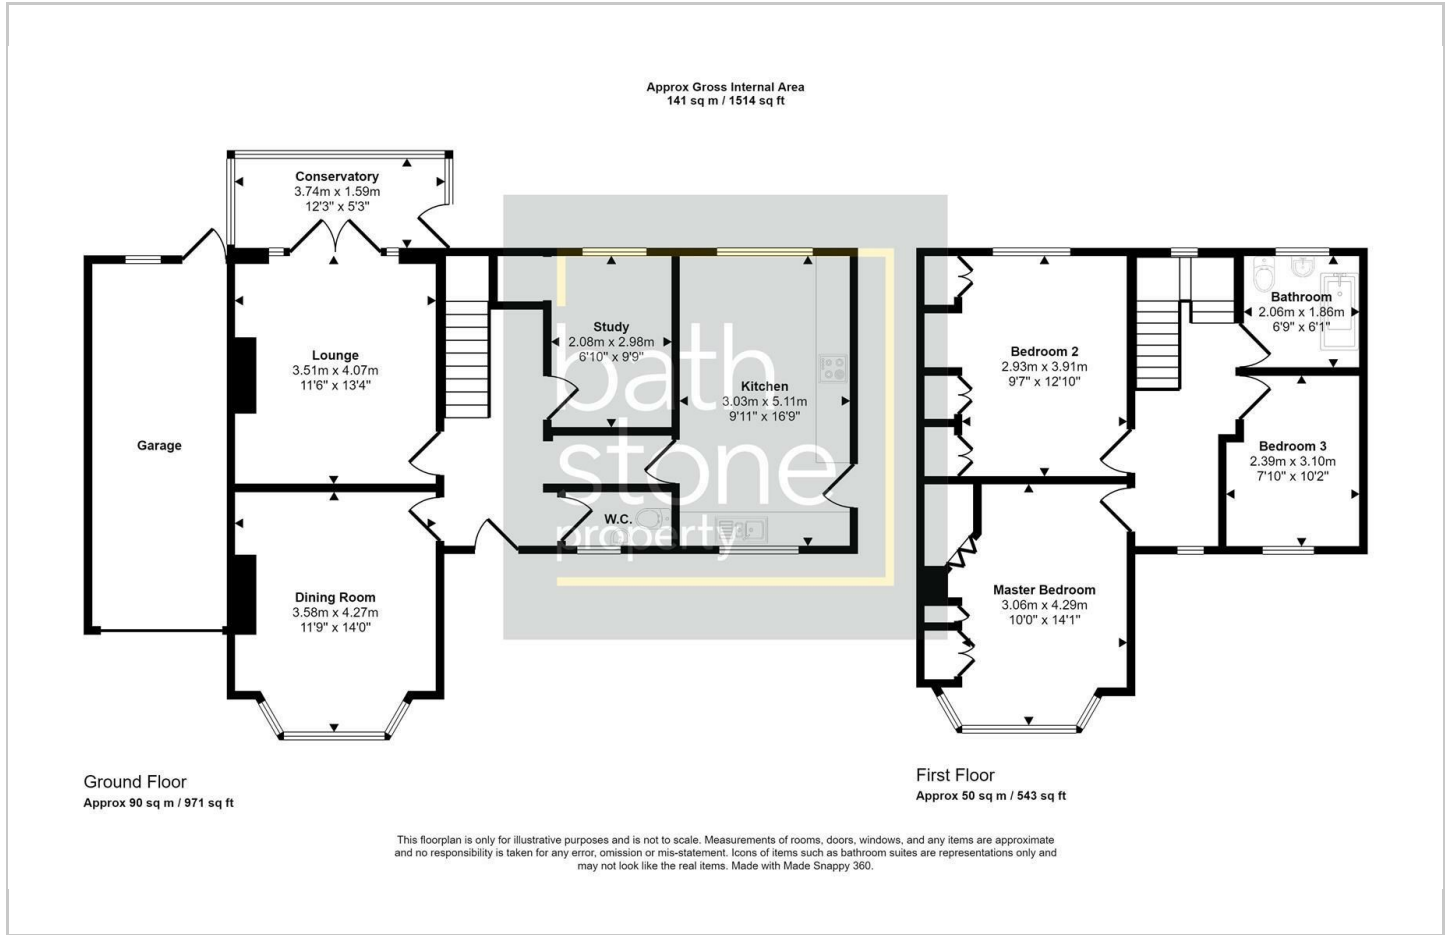 Approx Gross Internal Area
141 sq m / 1514 sq ft
Conservatory
3.74m x 1.59m
12'3" x 5'3"
Lounge
3.51m x 4.07m
11'6" x 13'4"
Garage
Dining Room
3.58m x 4.27m
11'9" x 14'0"
Study
2.08m x 2.98m
6'10" x 9'9"
Kitchen
3.03m x 5.11m
9'11" x 16'9"
W.C.
bath
stone
property
Bedroom 2
2.93m x 3.91m
9'7" x 12'10"
Bathroom
2.06m x 1.86m
6'9" x 6'1"
Bedroom 3
2.39m x 3.10m
7'10" x 10'2"
Master Bedroom
3.06m x 4.29m
10'0" x 14'1"
Ground Floor
Approx 90 sq m / 971 sq ft
First Floor
Approx 50 sq m / 543 sq ft
This floorplan is only for illustrative purposes and is not to scale. Measurements of rooms, doors, windows, and any items are approximate
and no responsibility is taken for any error, omission or mis-statement. Icons of items such as bathroom suites are representations only and
may not look like the real items. Made with Made Snappy 360.